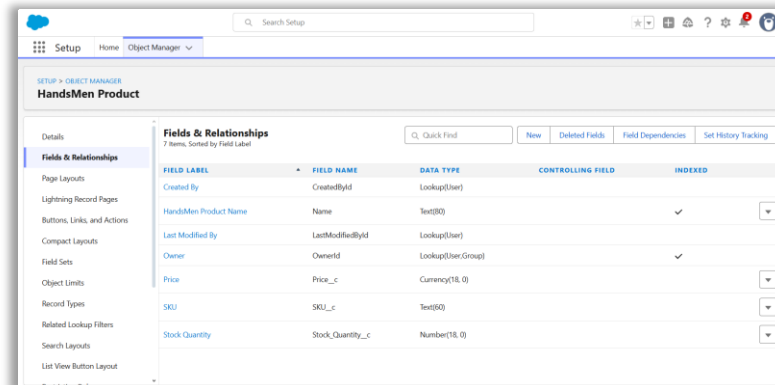 Search Setup
2
Setup Home Object Manager
SETUP > OBJECT MANAGER
HandsMen Product
Details
Fields & Relationships
Page Layouts
Lightning Record Pages
Buttons, Links, and Actions
Compact Layouts
Field Sets
Object Limits
Record Types
Related Lookup Filters
Search Layouts
List View Button Layout
Fields & Relationships
7 Items, Sorted by Field Label
Quick Find New Deleted Fields Field Dependencies Set History Tracking
FIELD LABEL FIELD NAME DATA TYPE CONTROLLING FIELD INDEXED
Created By CreatedById Lookup(User)
HandsMen Product Name Name Text(80)
Last Modified By LastModifiedById Lookup(User)
Owner OwnerId Lookup(User,Group)
Price Price__c Currency(18, 0)
SKU SKU__c Text(60)
Stock Quantity Stock_Quantity__c Number(18, 0)